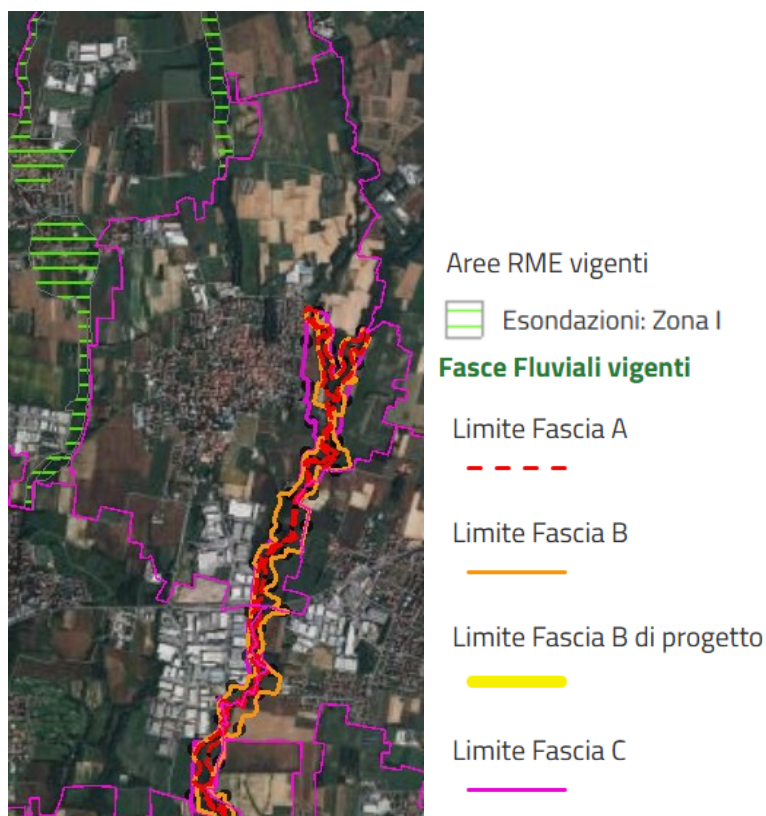 Aree RME vigenti
Esondazioni: Zona I
Fasce Fluviali vigenti
Limite Fascia A
Limite Fascia B
Limite Fascia B di progetto
Limite Fascia C